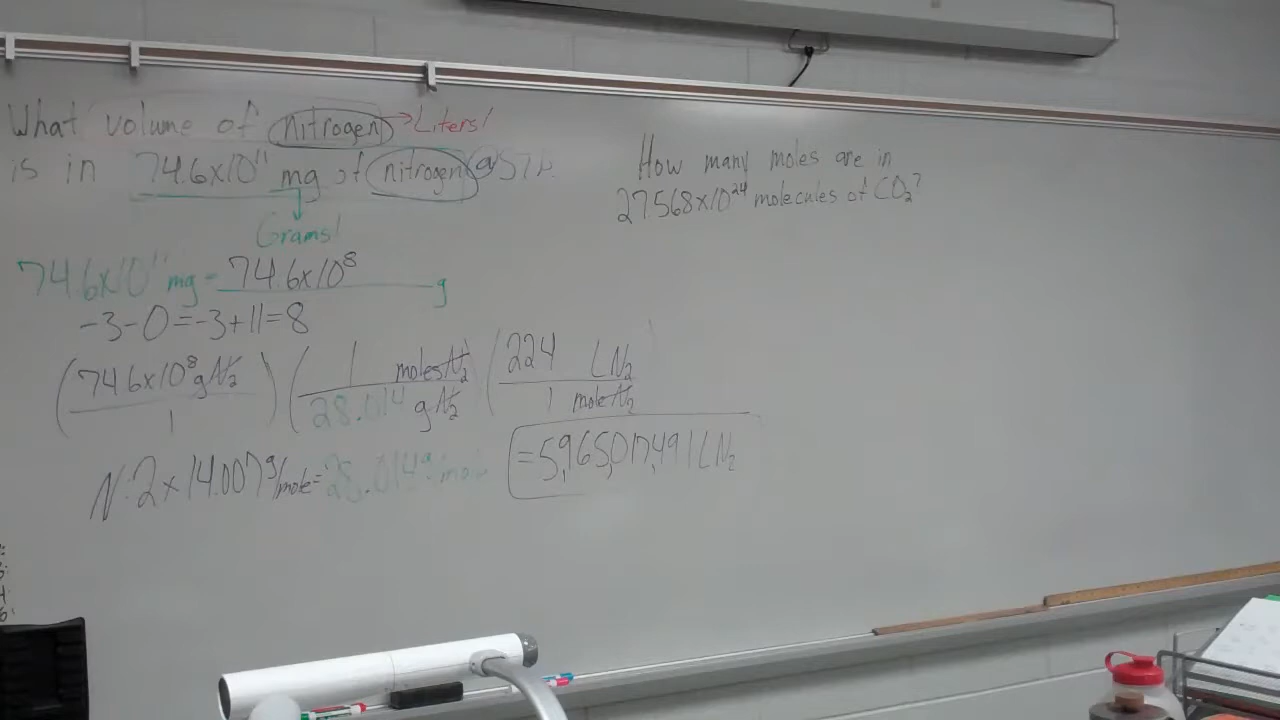 What volume of nitrogen → Liters!
is in 74.6x10¹¹ mg of nitrogen @ STP.
Grams!
74.6x10¹¹ mg = 74.6x10⁸ g
-3-0=-3+11=8
(74.6x10⁸ g N₂ / 1) (1 moles N₂ / 28.014 g N₂) (22.4 L N₂ / 1 mole N₂)
N: 2 x 14.007 g/mole = 28.014 g/mole
= 5,965,017,491 L N₂
How many moles are in
27.568x10²⁴ molecules of CO₂?